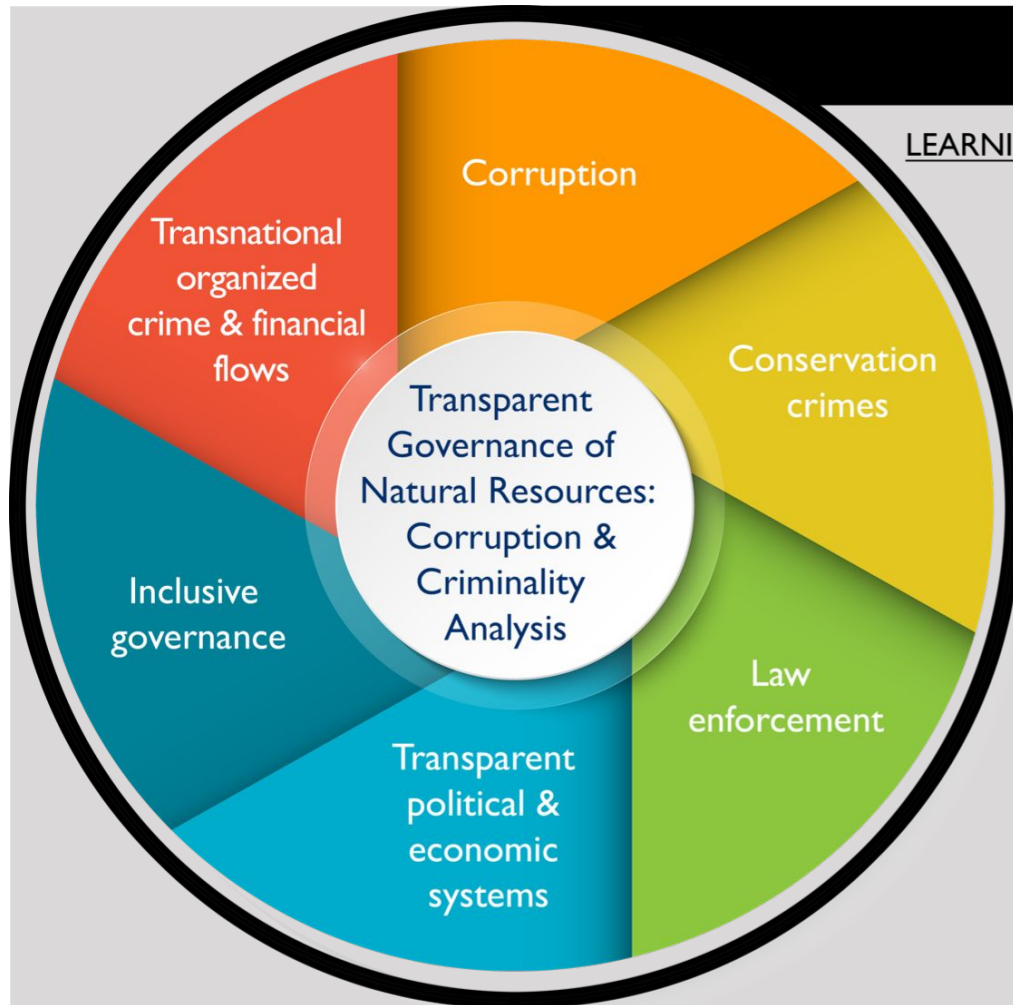 LEARNI
Corruption
Transnational
organized
crime & financial
flows
Conservation
crimes
Transparent
Governance of
Natural Resources:
Corruption &
Criminality
Analysis
Inclusive
governance
Law
enforcement
Transparent
political &
economic
systems